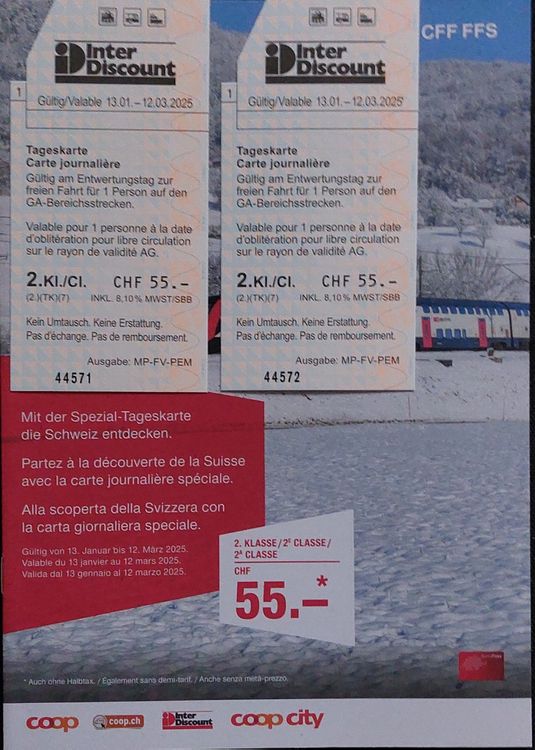 CFF FFS
Inter
Discount
1
Gültig/Valable 13.01. – 12.03.2025
Tageskarte
Carte journalière
Gültig am Entwertungstag zur
freien Fahrt für 1 Person auf den
GA-Bereichsstrecken.
Valable pour 1 personne à la date
d'oblitération pour libre circulation
sur le rayon de validité AG.
2.Kl./Cl. CHF 55.–
(2.)(TK)(7) INKL. 8,10% MWST/SBB
Kein Umtausch. Keine Erstattung.
Pas d'échange. Pas de remboursement.
Ausgabe: MP-FV-PEM
44571
Inter
Discount
1
Gültig/Valable 13.01. – 12.03.2025
Tageskarte
Carte journalière
Gültig am Entwertungstag zur
freien Fahrt für 1 Person auf den
GA-Bereichsstrecken.
Valable pour 1 personne à la date
d'oblitération pour libre circulation
sur le rayon de validité AG.
2.Kl./Cl. CHF 55.–
(2.)(TK)(7) INKL. 8,10% MWST/SBB
Kein Umtausch. Keine Erstattung.
Pas d'échange. Pas de remboursement.
Ausgabe: MP-FV-PEM
44572
Mit der Spezial-Tageskarte
die Schweiz entdecken.
Partez à la découverte de la Suisse
avec la carte journalière spéciale.
Alla scoperta della Svizzera con
la carta giornaliera speciale.
Gültig von 13. Januar bis 12. März 2025.
Valable du 13 janvier au 12 mars 2025.
Valida dal 13 gennaio al 12 marzo 2025.
2. KLASSE / 2E CLASSE /
2A CLASSE
CHF
55.–*
* Auch ohne Halbtax. / Également sans demi-tarif. / Anche senza metà-prezzo.
coop
coop.ch
Inter
Discount
coop city